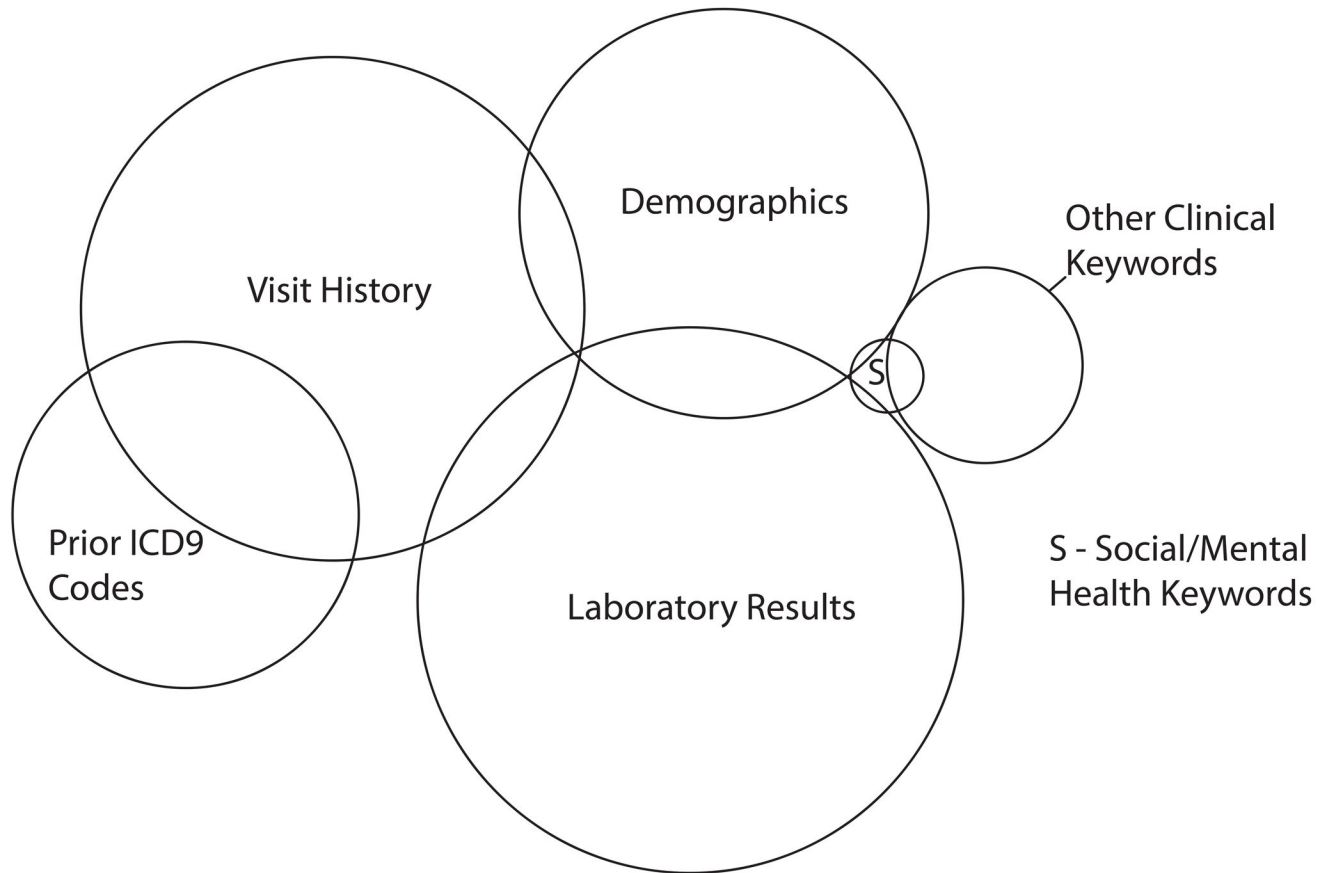 Demographics
Other Clinical
Keywords
Visit History
S
Prior ICD9
Codes
Laboratory Results
S - Social/Mental
Health Keywords